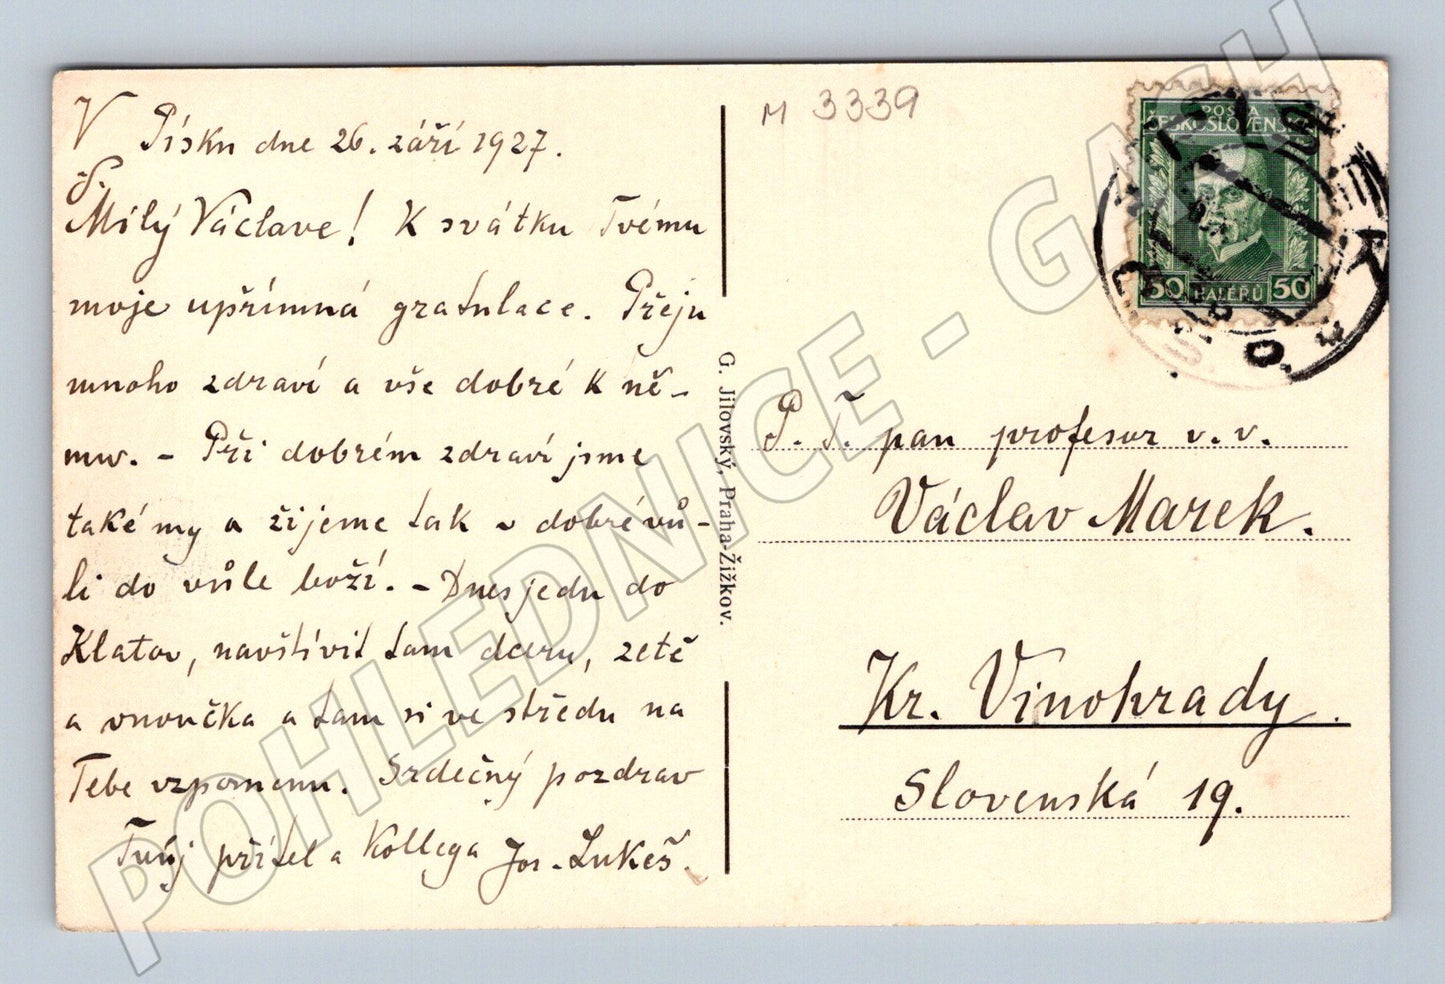 V Písku dne 26. září 1927.
Milý Václave! K svátku Tvému
moje upřímná gratulace. Přeju
mnoho zdraví a vše dobré k ně-
mu. - Při dobrém zdraví jsme
také my a žijeme tak v dobré vů-
li do vůle boží. - Dnes jedu do
Klatov, navštívit tam dceru, zetě
a vnoučka a tam si ve středu na
Tebe vzpomenu. Srdečný pozdrav
Tvůj přítel a Kollega Jos. Lukeš.
G. Jílovský, Praha-Žižkov.
M 3339
POŠTA
ČESKOSLOVENSKÁ
50 HALÉŘŮ 50
P. T. pan profesor v. v.
Václav Marek.
Kr. Vinohrady.
Slovenská 19.
POHLEDNICE - GACH